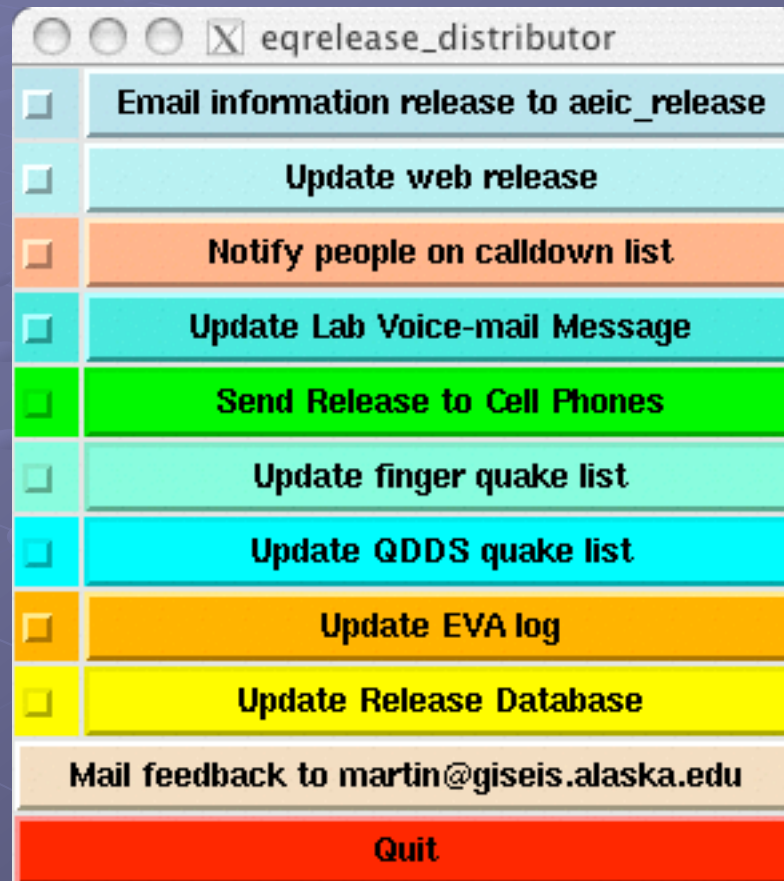 eqrelease_distributor
Email information release to aeic_release
Update web release
Notify people on calldown list
Update Lab Voice-mail Message
Send Release to Cell Phones
Update finger quake list
Update QDDS quake list
Update EVA log
Update Release Database
Mail feedback to martin@giseis.alaska.edu
Quit